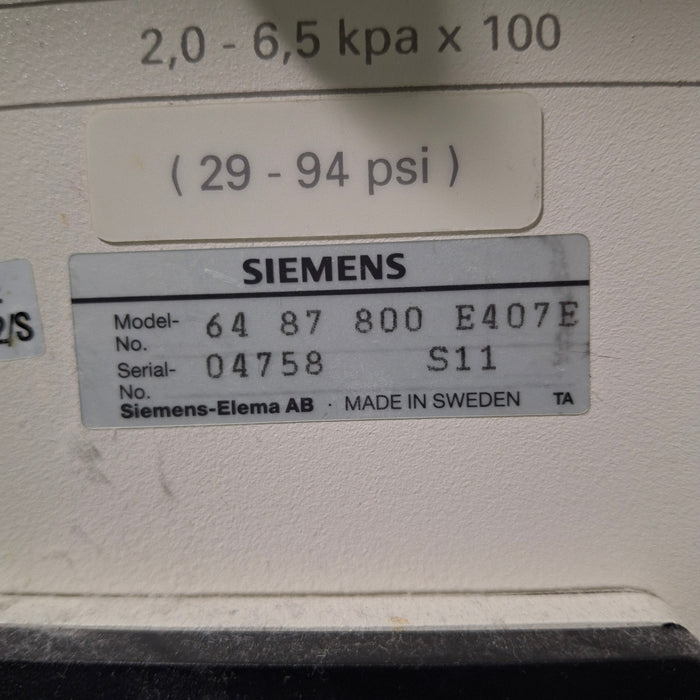 2,0 - 6,5 kpa x 100
( 29 - 94 psi )
SIEMENS
Model-No. 64 87 800 E407E
Serial-No. 04758 S11
Siemens-Elema AB · MADE IN SWEDEN TA
/S